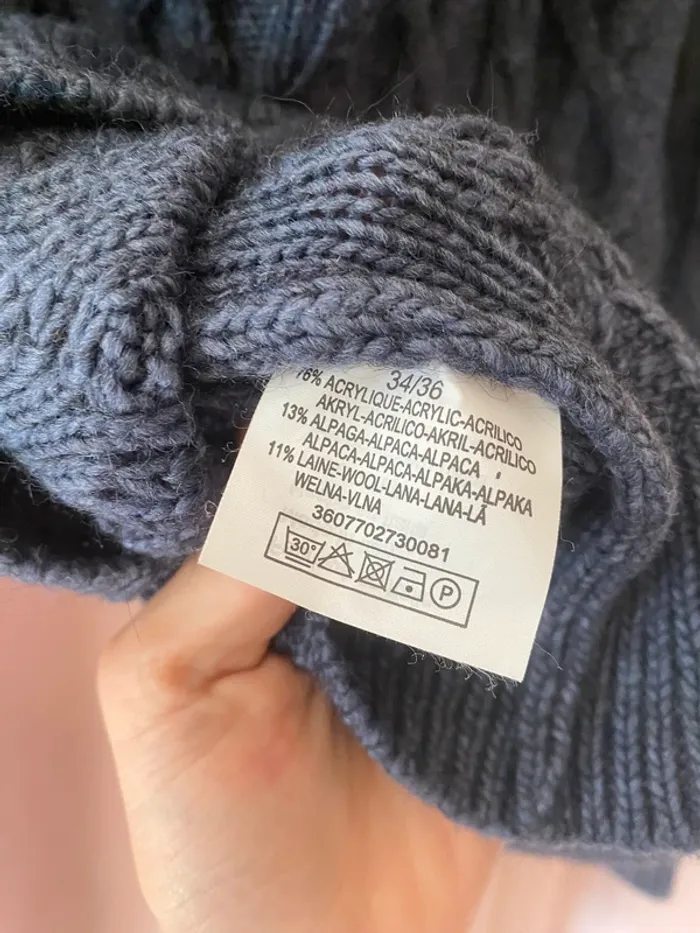 34/36
76% ACRYLIQUE-ACRYLIC-ACRILICO
AKRYL-ACRILICO-AKRIL-ACRILICO
13% ALPAGA-ALPACA-ALPACA
ALPACA-ALPACA-ALPAKA-ALPAKA
11% LAINE-WOOL-LANA-LANA-LÃ
WELNA-VLNA
3607702730081
30°
P